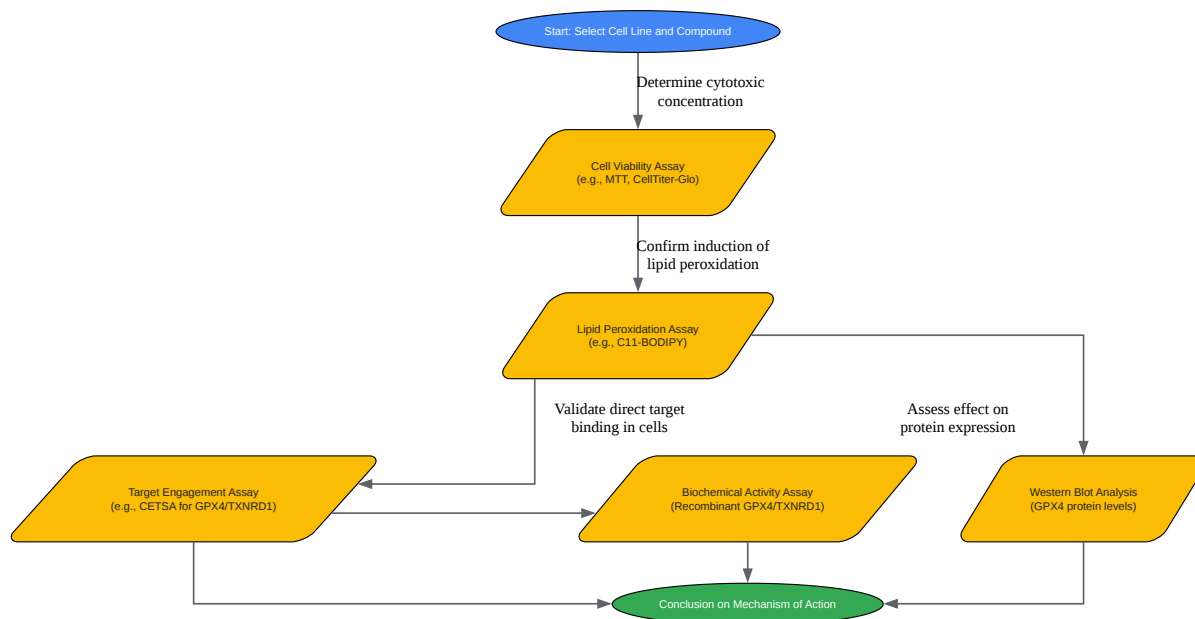 Start: Select Cell Line and Compound
Determine cytotoxic
concentration
Cell Viability Assay
(e.g., MTT, CellTiter-Glo)
Confirm induction of
lipid peroxidation
Lipid Peroxidation Assay
(e.g., C11-BODIPY)
Validate direct target
binding in cells
Assess effect on
protein expression
Target Engagement Assay
(e.g., CETSA for GPX4/TXNRD1)
Biochemical Activity Assay
(Recombinant GPX4/TXNRD1)
Western Blot Analysis
(GPX4 protein levels)
Conclusion on Mechanism of Action